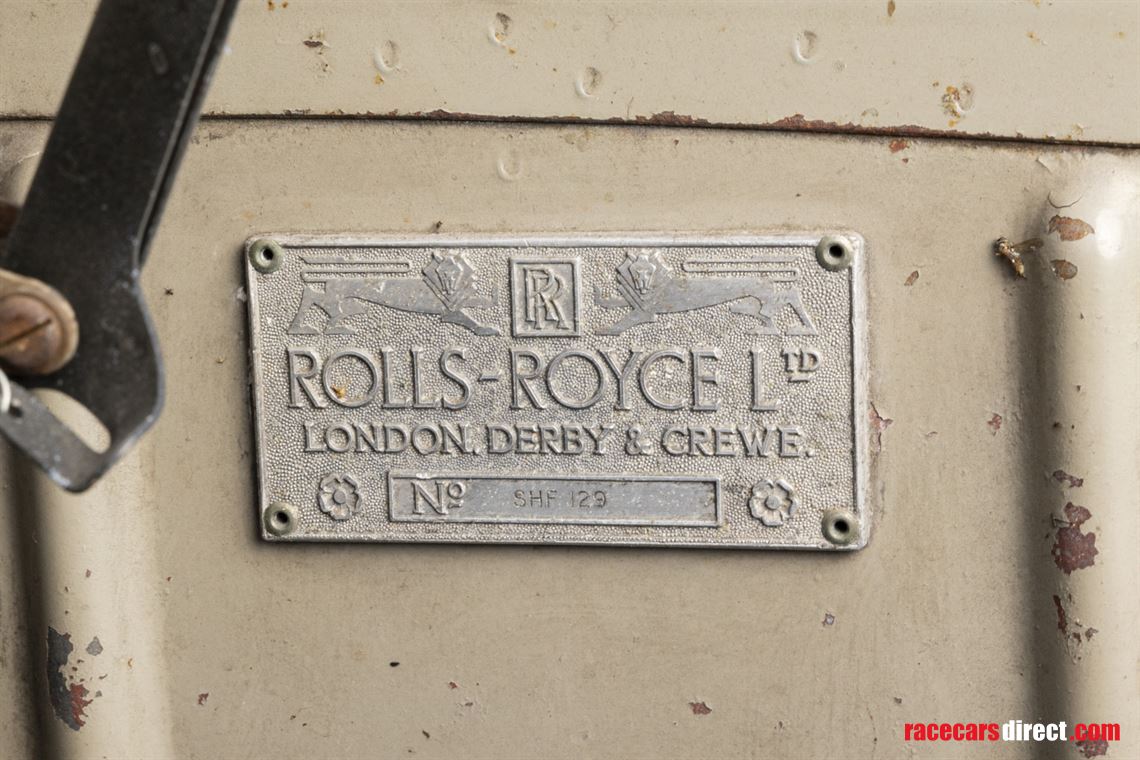 RR
ROLLS-ROYCE LTD
LONDON, DERBY & CREWE.
Nº SHF 129
racecarsdirect.com